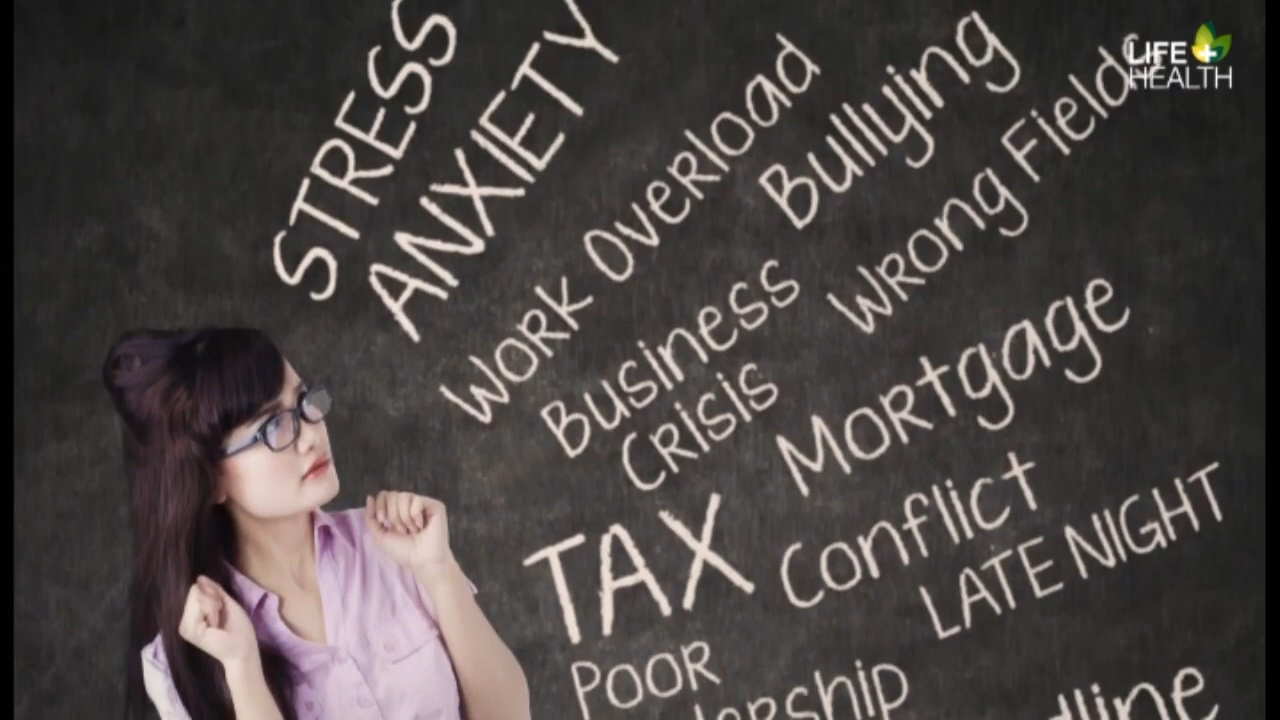 STRESS
ANXIETY
WORK OVERLOAD
Bullying
LIFE +
HEALTH
Business
Crisis
WRONG Field
Mortgage
TAX
Conflict
LATE NIGHT
POOR